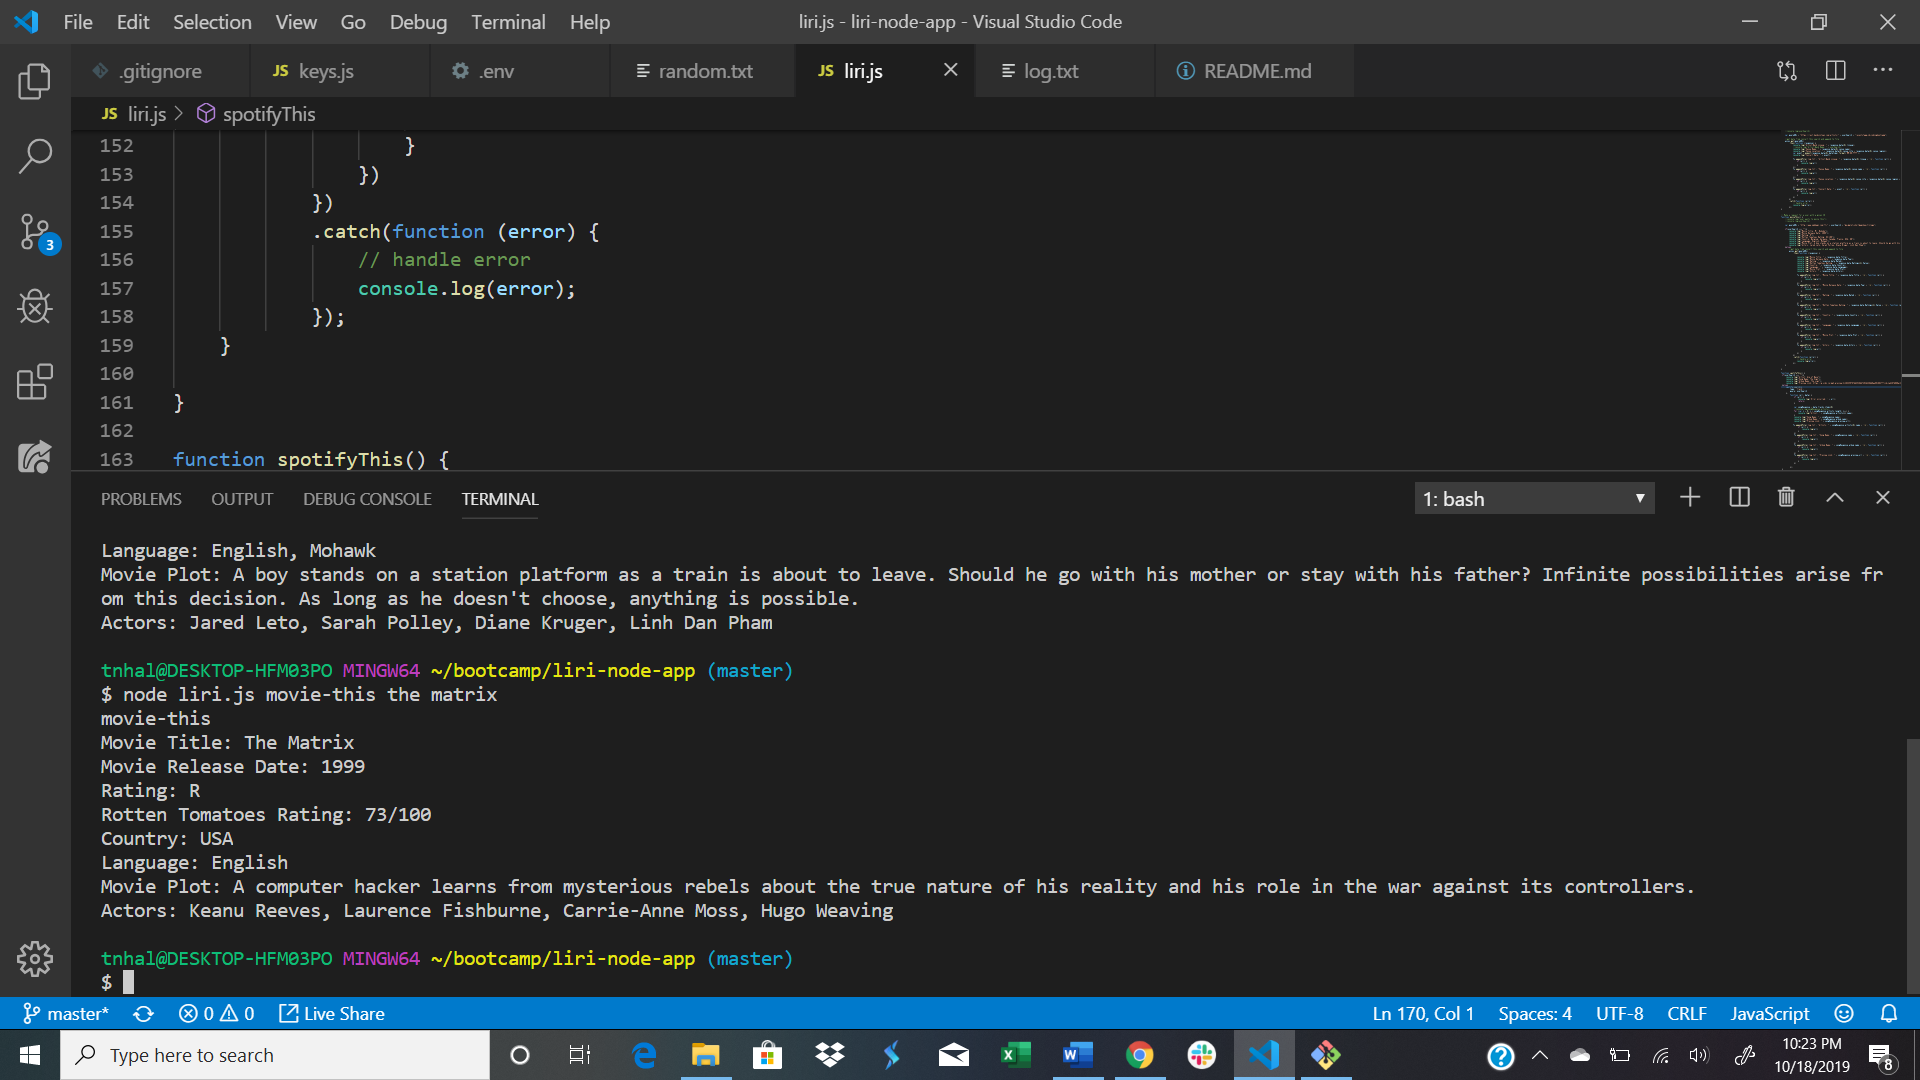 File Edit Selection View Go Debug Terminal Help
liri.js - liri-node-app - Visual Studio Code
.gitignore
JS keys.js
.env
random.txt
JS liri.js
log.txt
README.md
JS liri.js > spotifyThis
152 }
153 })
154 })
155 .catch(function (error) {
156 // handle error
157 console.log(error);
158 });
159 }
160
161 }
162
163 function spotifyThis() {
3
PROBLEMS OUTPUT DEBUG CONSOLE TERMINAL
1: bash
Language: English, Mohawk
Movie Plot: A boy stands on a station platform as a train is about to leave. Should he go with his mother or stay with his father? Infinite possibilities arise fr
om this decision. As long as he doesn't choose, anything is possible.
Actors: Jared Leto, Sarah Polley, Diane Kruger, Linh Dan Pham
tnhal@DESKTOP-HFM03PO MINGW64 ~/bootcamp/liri-node-app (master)
$ node liri.js movie-this the matrix
movie-this
Movie Title: The Matrix
Movie Release Date: 1999
Rating: R
Rotten Tomatoes Rating: 73/100
Country: USA
Language: English
Movie Plot: A computer hacker learns from mysterious rebels about the true nature of his reality and his role in the war against its controllers.
Actors: Keanu Reeves, Laurence Fishburne, Carrie-Anne Moss, Hugo Weaving
tnhal@DESKTOP-HFM03PO MINGW64 ~/bootcamp/liri-node-app (master)
$
master* 0 0 Live Share
Ln 170, Col 1 Spaces: 4 UTF-8 CRLF JavaScript
Type here to search
10:23 PM
10/18/2019
8